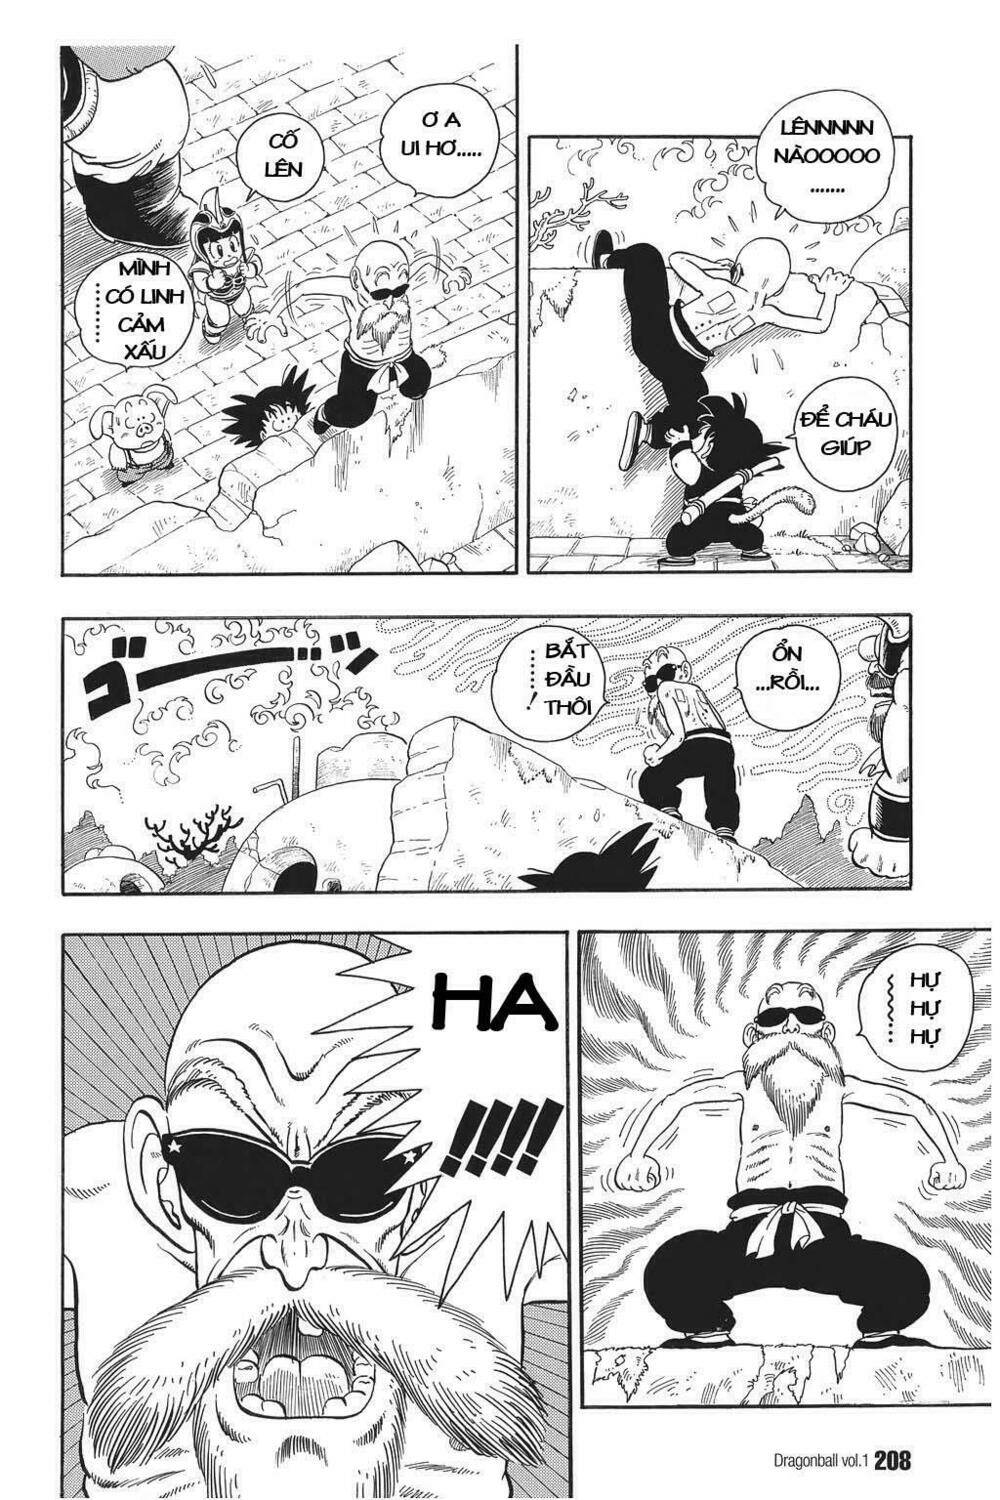 LÊNNNNN
NÀOOOOO
.......
ĐỂ CHÁU
GIÚP
Ơ A
UI HƠ.....
CỐ
LÊN
MÌNH
CÓ LINH
CẢM
XẤU
......
ỔN
...RỒI...
BẮT
ĐẦU
THÔI
.....!
ゴーーッ
HỰ
HỰ
HỰ
HA
!!!!
Dragonball vol.1 208